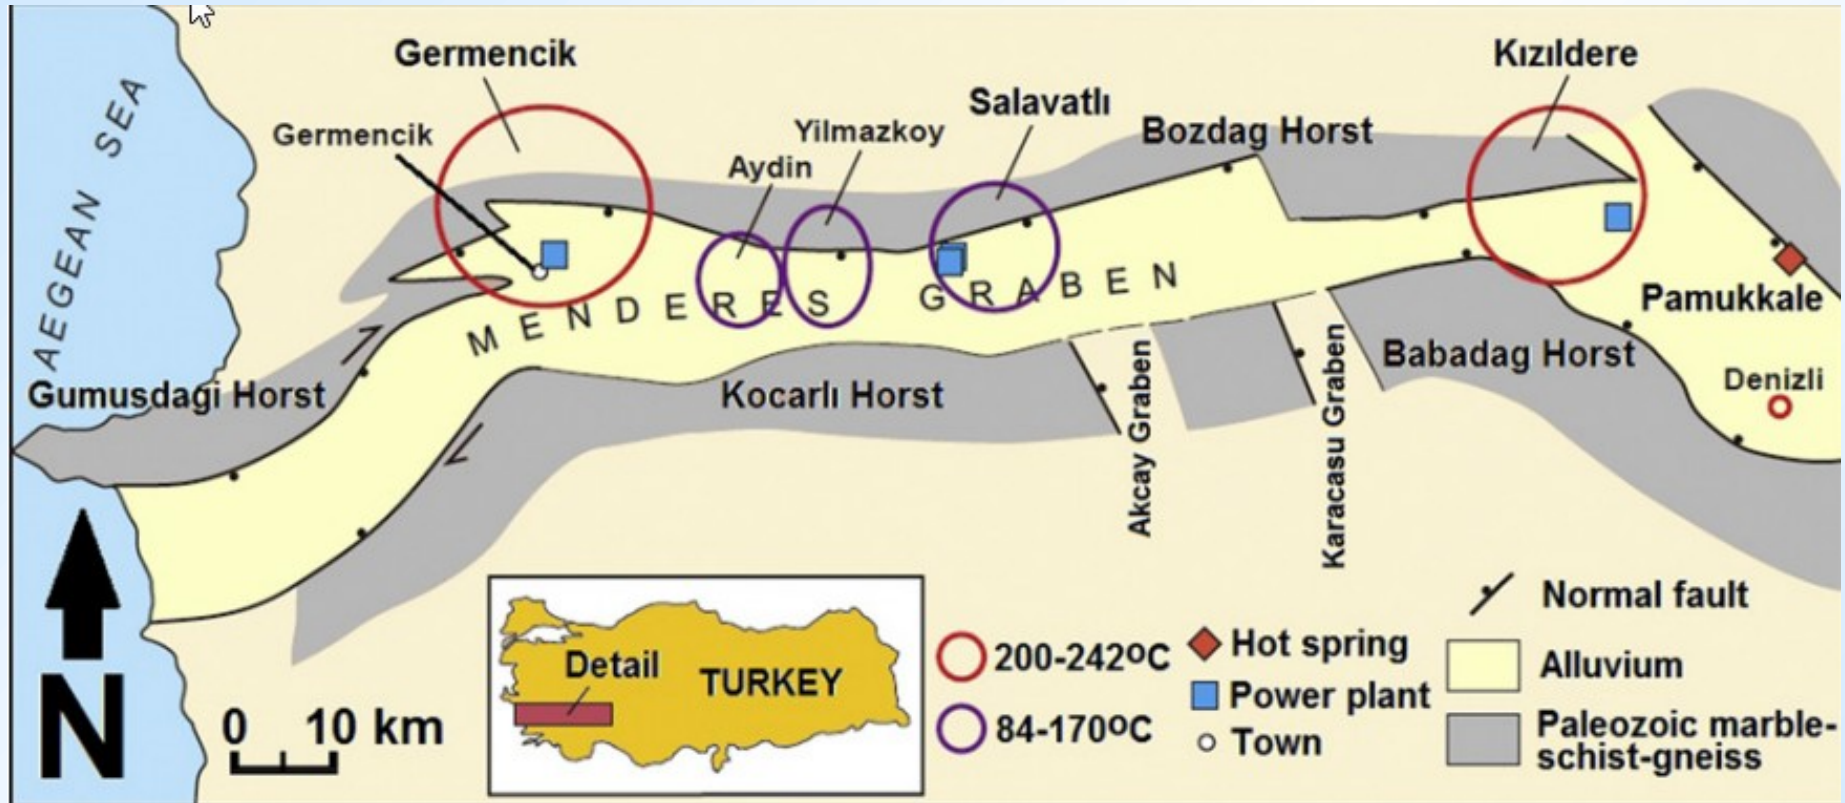 Germencik
Kızıldere
Salavatlı
Germencik
Yilmazkoy
Bozdag Horst
Aydin
AEGEAN SEA
MENDERES GRABEN
Pamukkale
Gumusdagi Horst
Kocarlı Horst
Akcay Graben
Karacasu Graben
Babadag Horst
Denizli
N
0 10 km
Detail
TURKEY
200-242ºC
84-170ºC
Hot spring
Power plant
Town
Normal fault
Alluvium
Paleozoic marble-
schist-gneiss